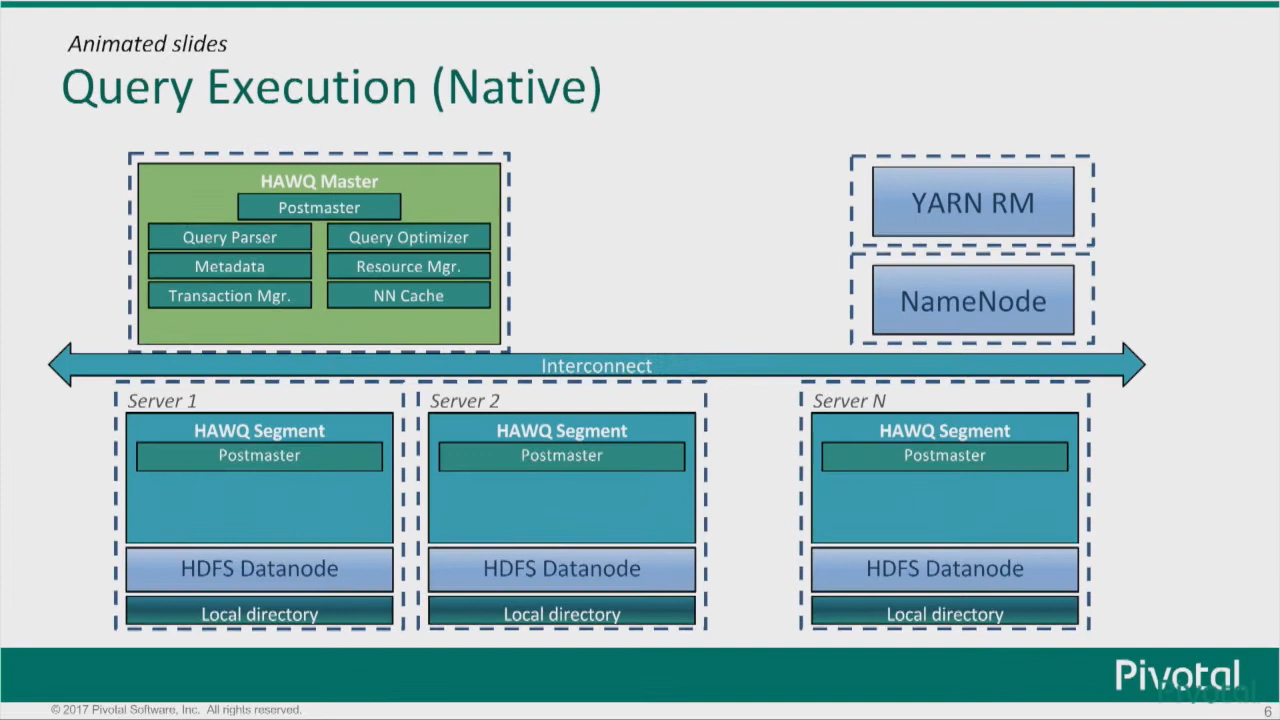 Animated slides
Query Execution (Native)
HAWQ Master
Postmaster
Query Parser
Query Optimizer
Metadata
Resource Mgr.
Transaction Mgr.
NN Cache
YARN RM
NameNode
Interconnect
Server 1
HAWQ Segment
Postmaster
HDFS Datanode
Local directory
Server 2
HAWQ Segment
Postmaster
HDFS Datanode
Local directory
Server N
HAWQ Segment
Postmaster
HDFS Datanode
Local directory
Pivotal
Pivotal
© 2017 Pivotal Software, Inc. All rights reserved.
6